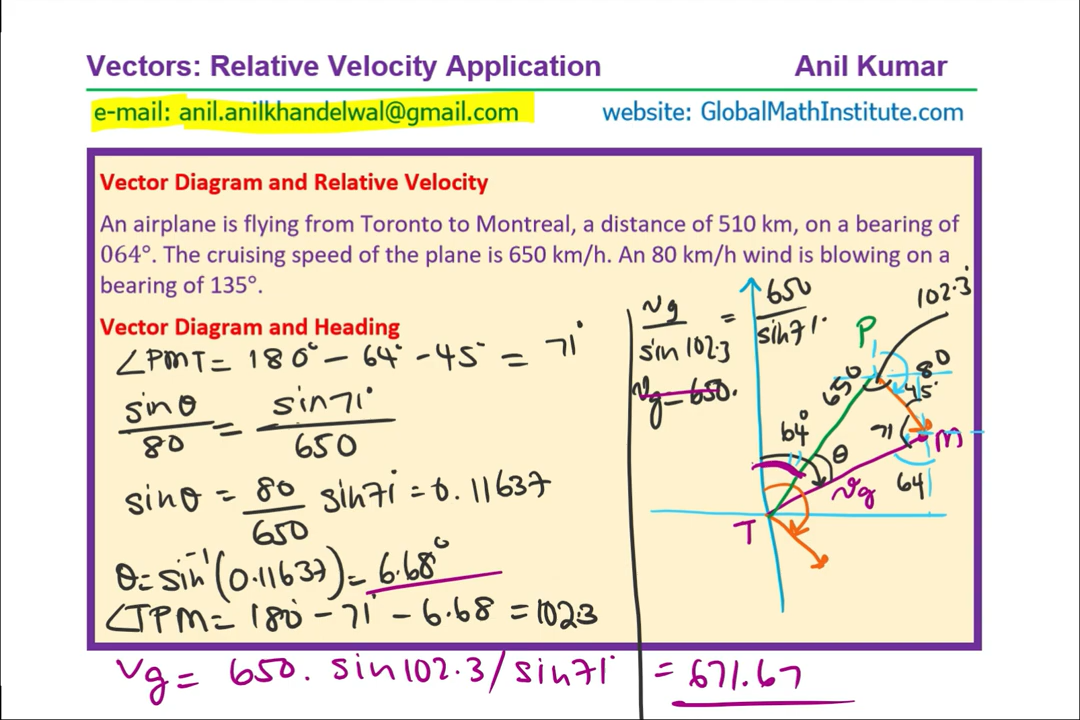 Vectors: Relative Velocity Application Anil Kumar
e-mail: anil.anilkhandelwal@gmail.com website: GlobalMathInstitute.com
Vector Diagram and Relative Velocity
An airplane is flying from Toronto to Montreal, a distance of 510 km, on a bearing of
064°. The cruising speed of the plane is 650 km/h. An 80 km/h wind is blowing on a
bearing of 135°.
Vector Diagram and Heading
∠PMT = 180° - 64° - 45° = 71°
sinθ/80 = sin71°/650
sinθ = 80/650 sin71° = 0.11637
θ = sin⁻¹(0.11637) = 6.68°
∠TPM = 180° - 71° - 6.68 = 102.3
vg/sin 102.3 = 650/sin71°
vg = 650.
102.3°
P
650
80
45°
64°
θ
71
M
vg
64
T
vg = 650. sin102.3/sin71° = 671.67